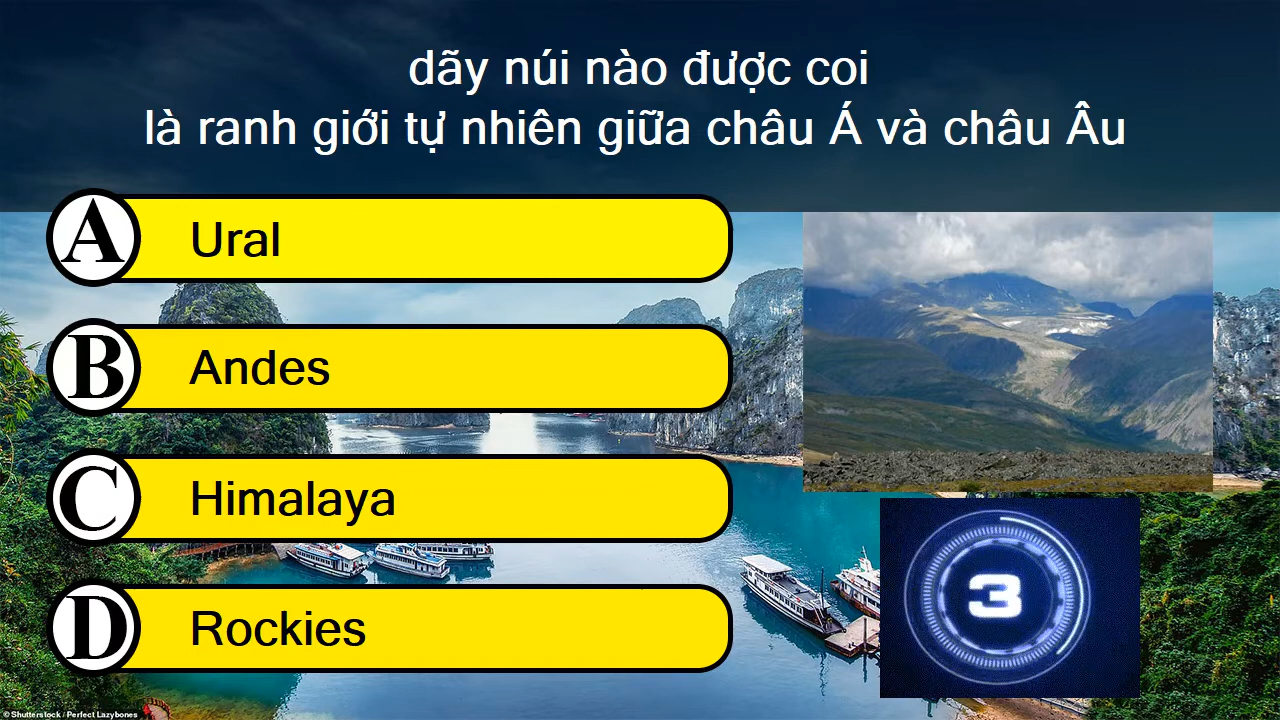 dãy núi nào được coi
là ranh giới tự nhiên giữa châu Á và châu Âu
A Ural
B Andes
C Himalaya
D Rockies
3
© Shutterstock / Perfect Lazybones